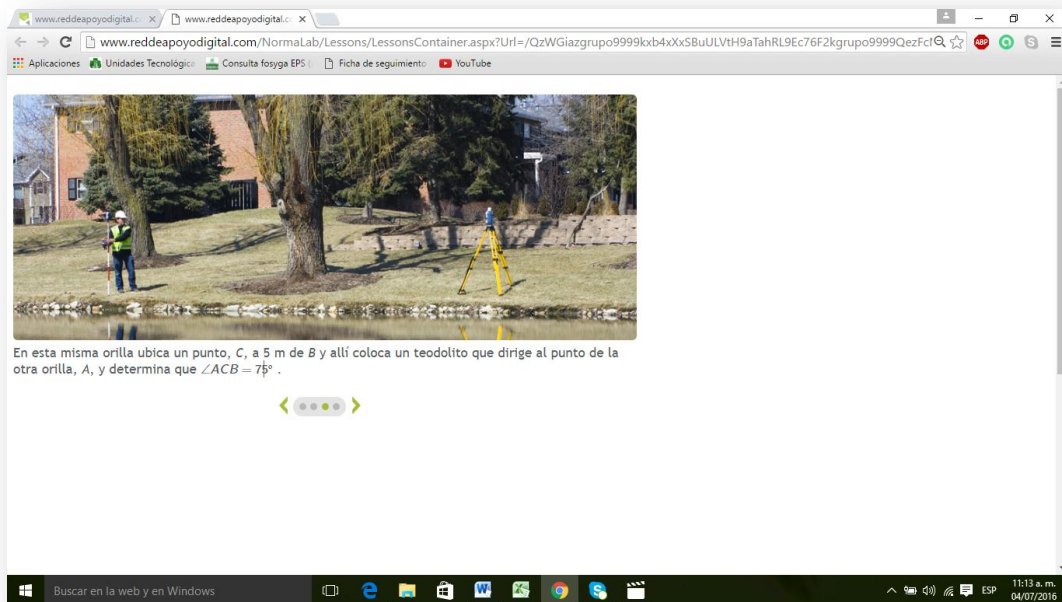 www.reddeapoyodigital.c
www.reddeapoyodigital.c
www.reddeapoyodigital.com/NormaLab/Lessons/LessonsContainer.aspx?Url=/QzWGiazgrupo9999kxb4xXxSBuULVtH9aTahRL9Ec76F2kgrupo9999QezFcf
ABP
Aplicaciones Unidades Tecnológica Consulta fosyga EPS Ficha de seguimiento YouTube
En esta misma orilla ubica un punto, C, a 5 m de B y allí coloca un teodolito que dirige al punto de la
otra orilla, A, y determina que ∠ACB = 75° .
Buscar en la web y en Windows
ESP
11:13 a. m.
04/07/2016